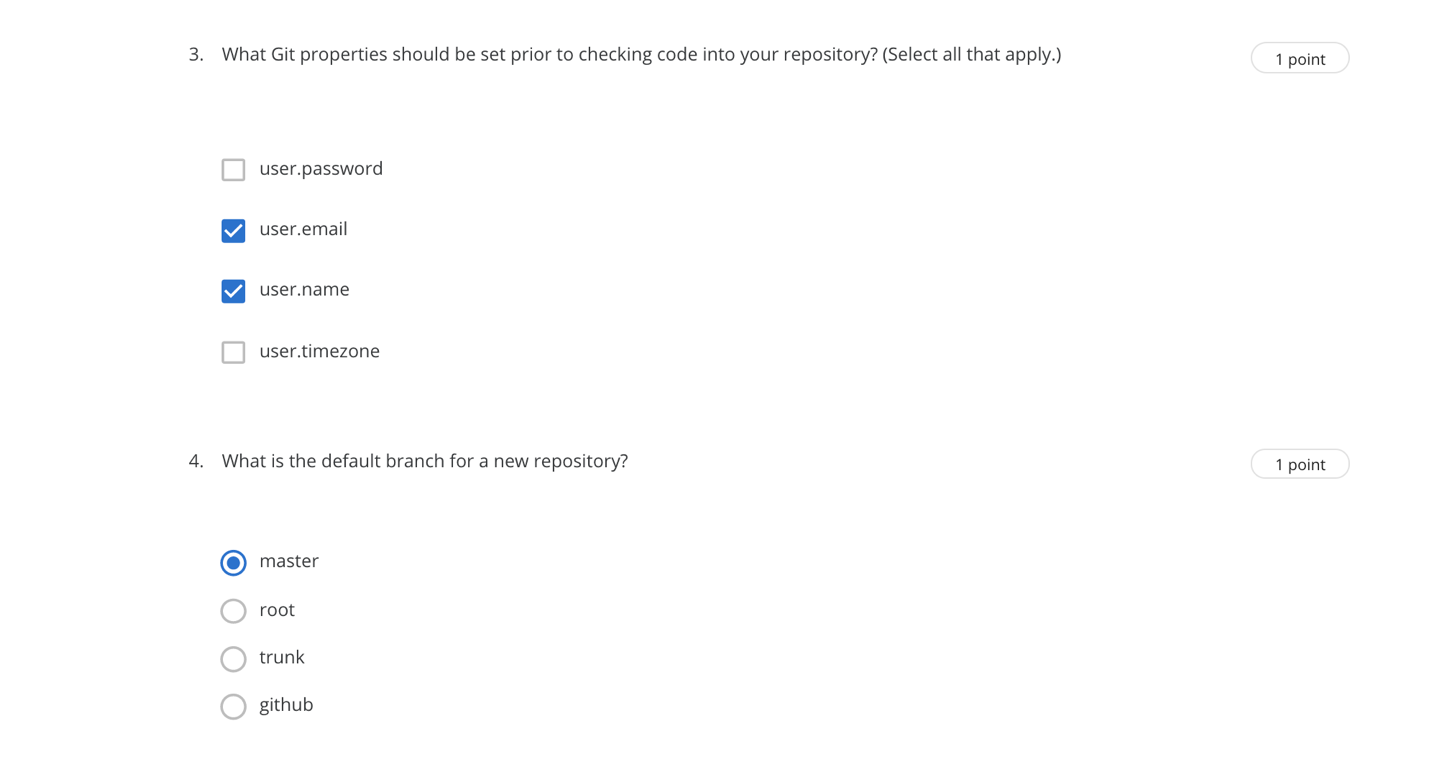 3. What Git properties should be set prior to checking code into your repository? (Select all that apply.)
1 point
user.password
user.email
user.name
user.timezone
4. What is the default branch for a new repository?
1 point
master
root
trunk
github